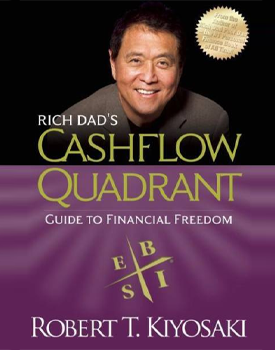 RICH DAD'S
CASHFLOW
QUADRANT
GUIDE TO FINANCIAL FREEDOM
E B
S I
ROBERT T. KIYOSAKI